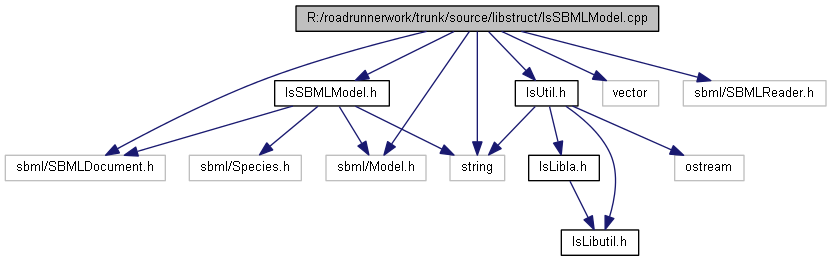 R:/roadrunnerwork/trunk/source/libstruct/lsSBMLModel.cpp
lsSBMLModel.h
lsUtil.h
vector
sbml/SBMLReader.h
sbml/SBMLDocument.h
sbml/Species.h
sbml/Model.h
string
lsLibla.h
ostream
lsLibutil.h